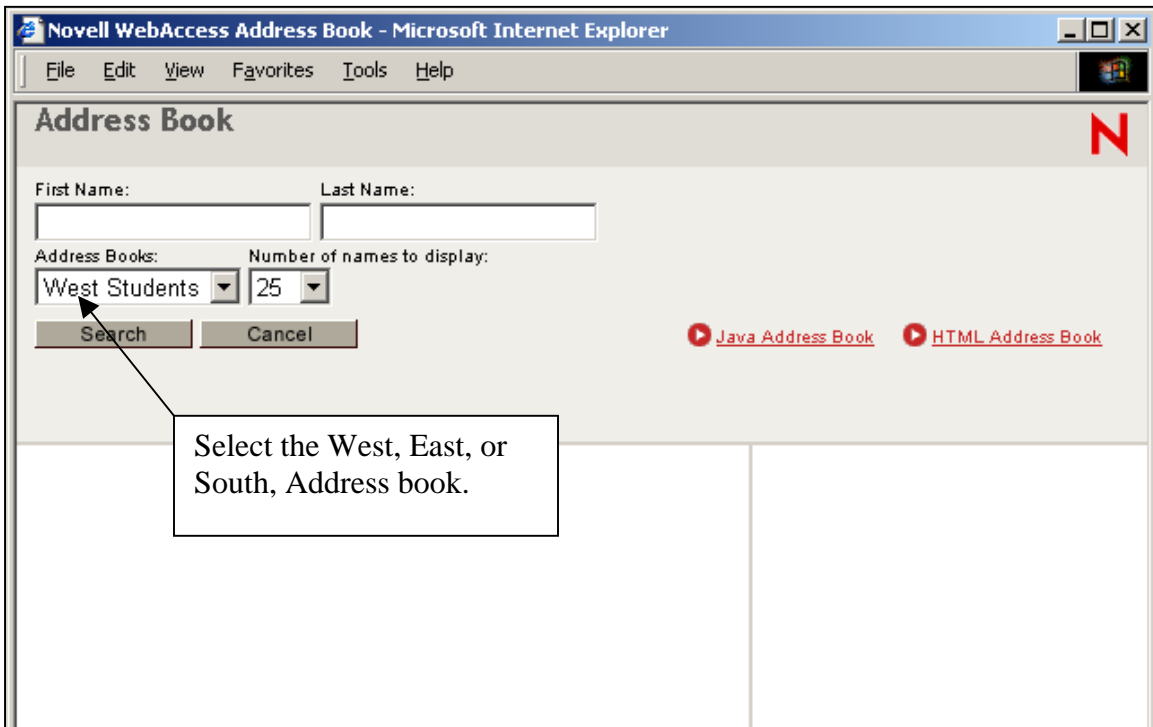 Novell WebAccess Address Book - Microsoft Internet Explorer
File Edit View Favorites Tools Help
Address Book
N
First Name: Last Name:
Address Books: Number of names to display:
West Students 25
Search Cancel Java Address Book HTML Address Book
Select the West, East, or
South, Address book.